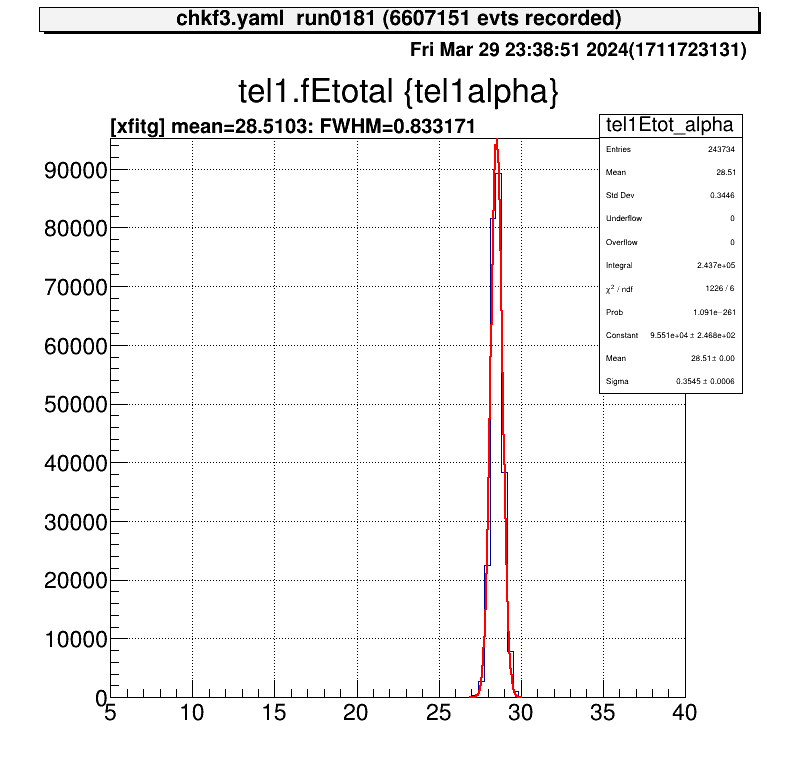 chkf3.yaml  run0181 (6607151 evts recorded)
Fri Mar 29 23:38:51 2024(1711723131)
tel1.fEtotal {tel1alpha}
[xfitg] mean=28.5103: FWHM=0.833171
tel1Etot_alpha
Entries 243734
Mean 28.51
Std Dev 0.3446
Underflow 0
Overflow 0
Integral 2.437e+05
χ² / ndf 1226 / 6
Prob 1.091e−261
Constant 9.551e+04 ± 2.468e+02
Mean 28.51± 0.00
Sigma 0.3545 ± 0.0006
90000
80000
70000
60000
50000
40000
30000
20000
10000
0
5 10 15 20 25 30 35 40